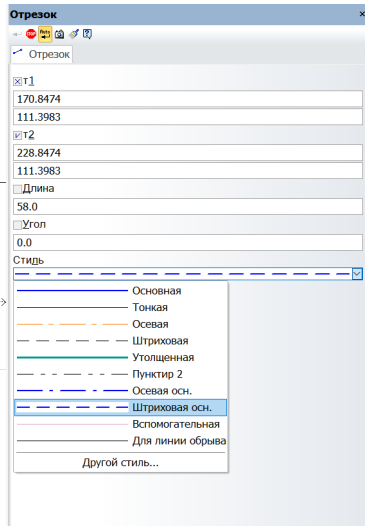 Отрезок
Отрезок
т1
170.8474
111.3983
т2
228.8474
111.3983
Длина
58.0
Угол
0.0
Стиль
Основная
Тонкая
Осевая
Штриховая
Утолщенная
Пунктир 2
Осевая осн.
Штриховая осн.
Вспомогательная
Для линии обрыва
Другой стиль...